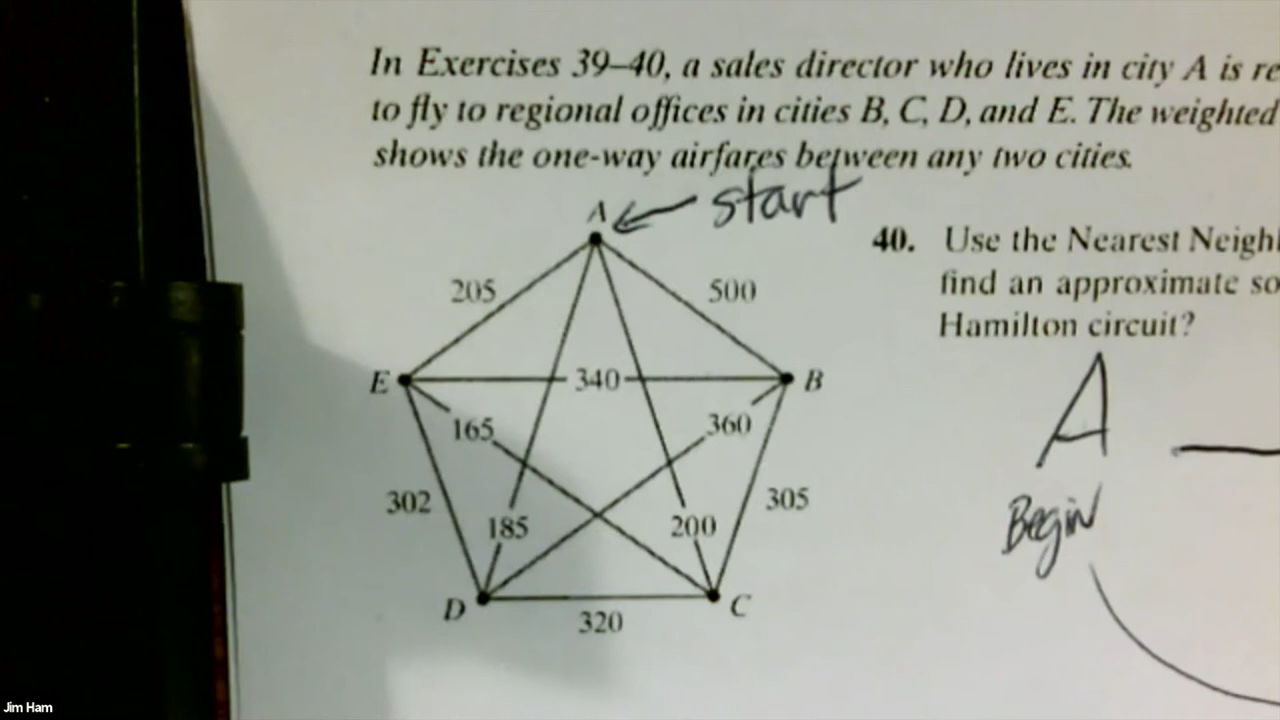 In Exercises 39–40, a sales director who lives in city A is re
to fly to regional offices in cities B, C, D, and E. The weighted
shows the one-way airfares between any two cities.
A
start
205
500
E
340
B
165
360
302
305
185
200
D
C
320
40. Use the Nearest Neigh
find an approximate so
Hamilton circuit?
A
Begin
Jim Ham